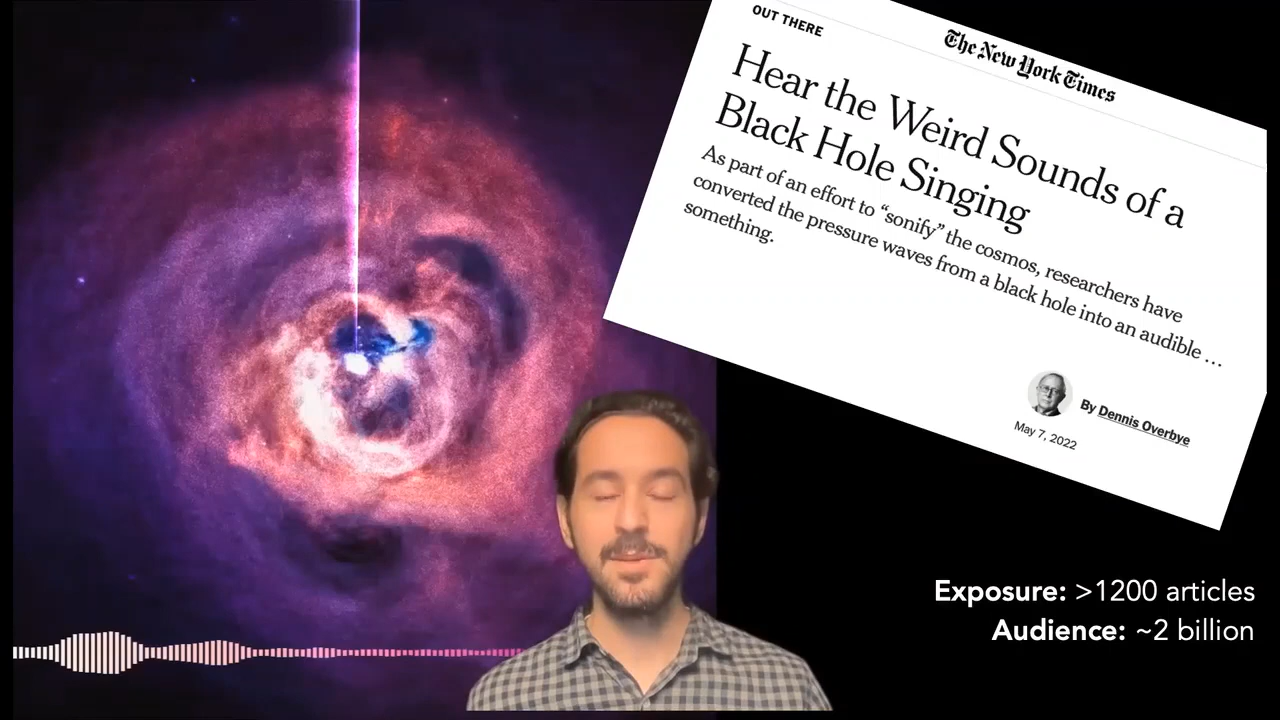 OUT THERE
The New York Times
Hear the Weird Sounds of a
Black Hole Singing
As part of an effort to “sonify” the cosmos, researchers have
converted the pressure waves from a black hole into an audible …
something.
By Dennis Overbye
May 7, 2022
Exposure: >1200 articles
Audience: ~2 billion